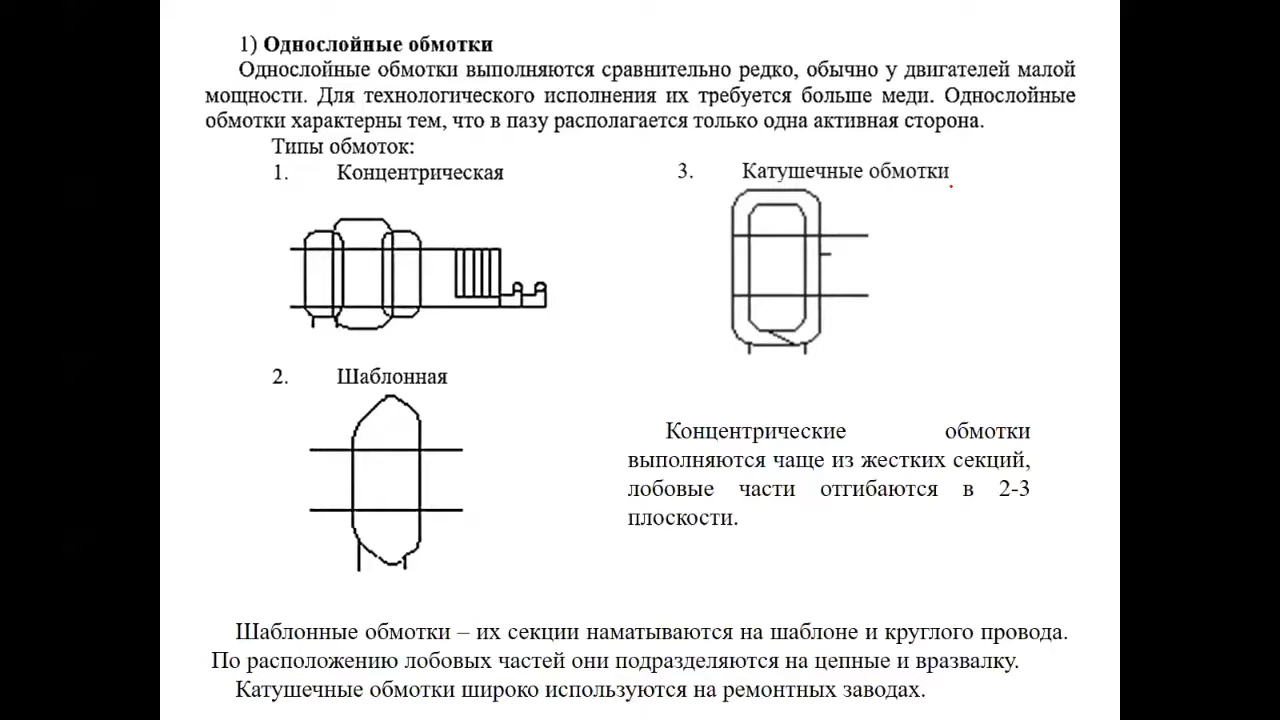 1) Однослойные обмотки
Однослойные обмотки выполняются сравнительно редко, обычно у двигателей малой
мощности. Для технологического исполнения их требуется больше меди. Однослойные
обмотки характерны тем, что в пазу располагается только одна активная сторона.
Типы обмоток:
1. Концентрическая
3. Катушечные обмотки
2. Шаблонная
Концентрические обмотки
выполняются чаще из жестких секций,
лобовые части отгибаются в 2-3
плоскости.
Шаблонные обмотки – их секции наматываются на шаблоне и круглого провода.
По расположению лобовых частей они подразделяются на цепные и вразвалку.
Катушечные обмотки широко используются на ремонтных заводах.